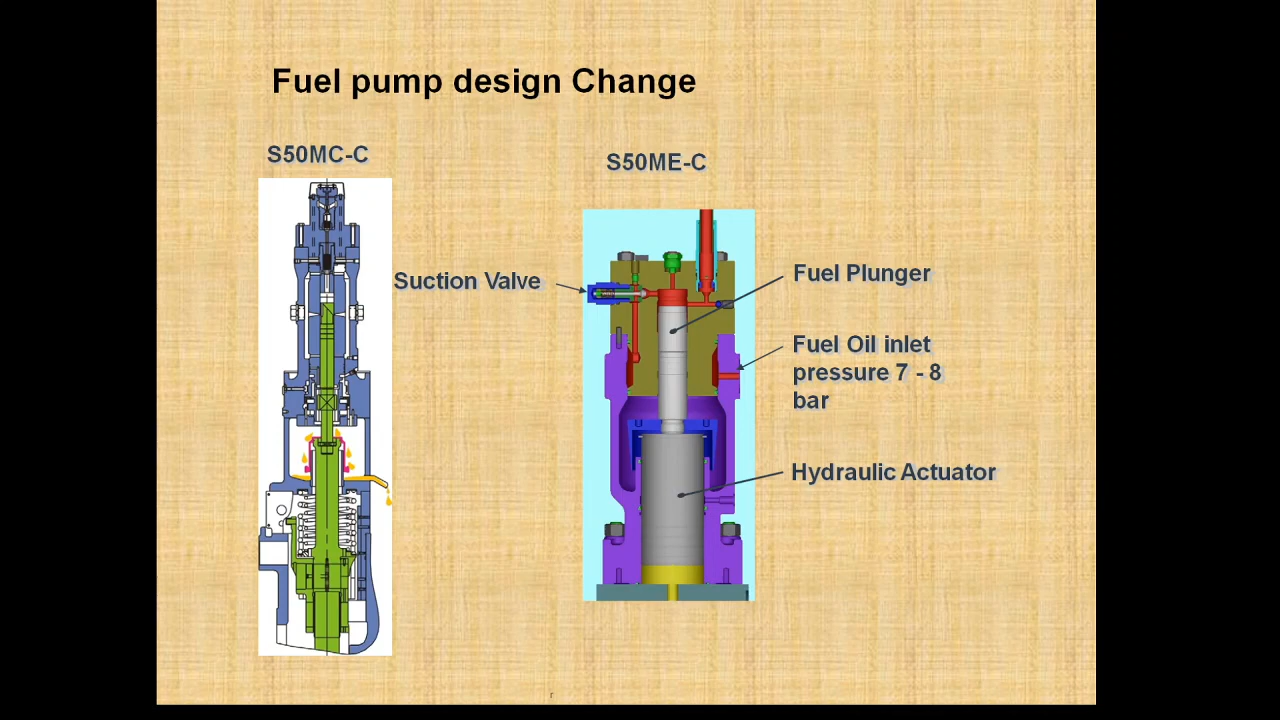 Fuel pump design Change
S50MC-C
S50ME-C
Suction Valve
Fuel Plunger
Fuel Oil inlet
pressure 7 - 8
bar
Hydraulic Actuator
r